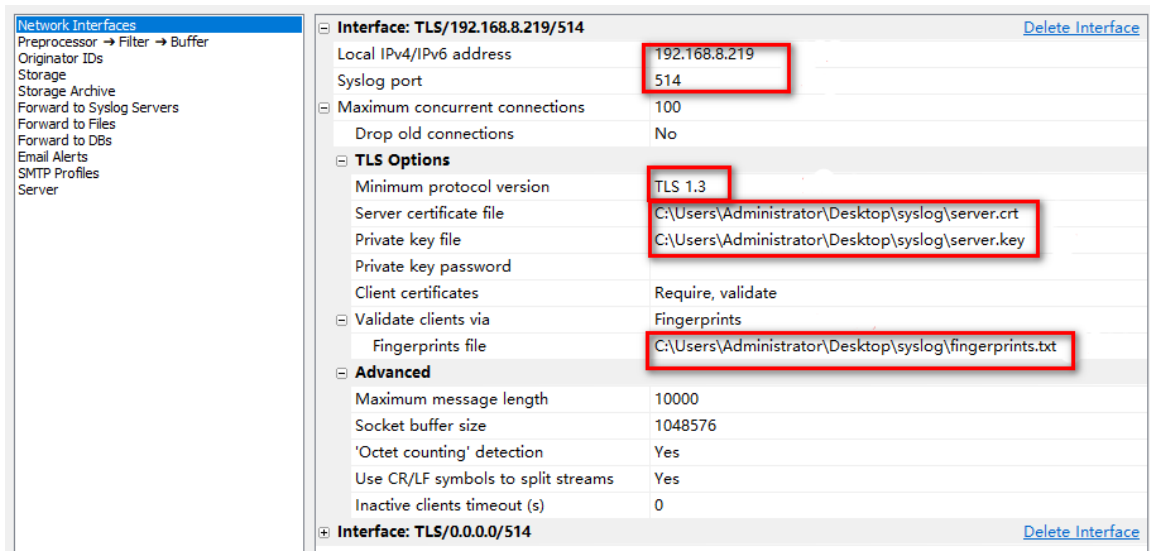 Network Interfaces
Preprocessor → Filter → Buffer
Originator IDs
Storage
Storage Archive
Forward to Syslog Servers
Forward to Files
Forward to DBs
Email Alerts
SMTP Profiles
Server
Interface: TLS/192.168.8.219/514 Delete Interface
Local IPv4/IPv6 address 192.168.8.219
Syslog port 514
Maximum concurrent connections 100
Drop old connections No
TLS Options
Minimum protocol version TLS 1.3
Server certificate file C:\Users\Administrator\Desktop\syslog\server.crt
Private key file C:\Users\Administrator\Desktop\syslog\server.key
Private key password
Client certificates Require, validate
Validate clients via Fingerprints
Fingerprints file C:\Users\Administrator\Desktop\syslog\fingerprints.txt
Advanced
Maximum message length 10000
Socket buffer size 1048576
'Octet counting' detection Yes
Use CR/LF symbols to split streams Yes
Inactive clients timeout (s) 0
Interface: TLS/0.0.0.0/514 Delete Interface